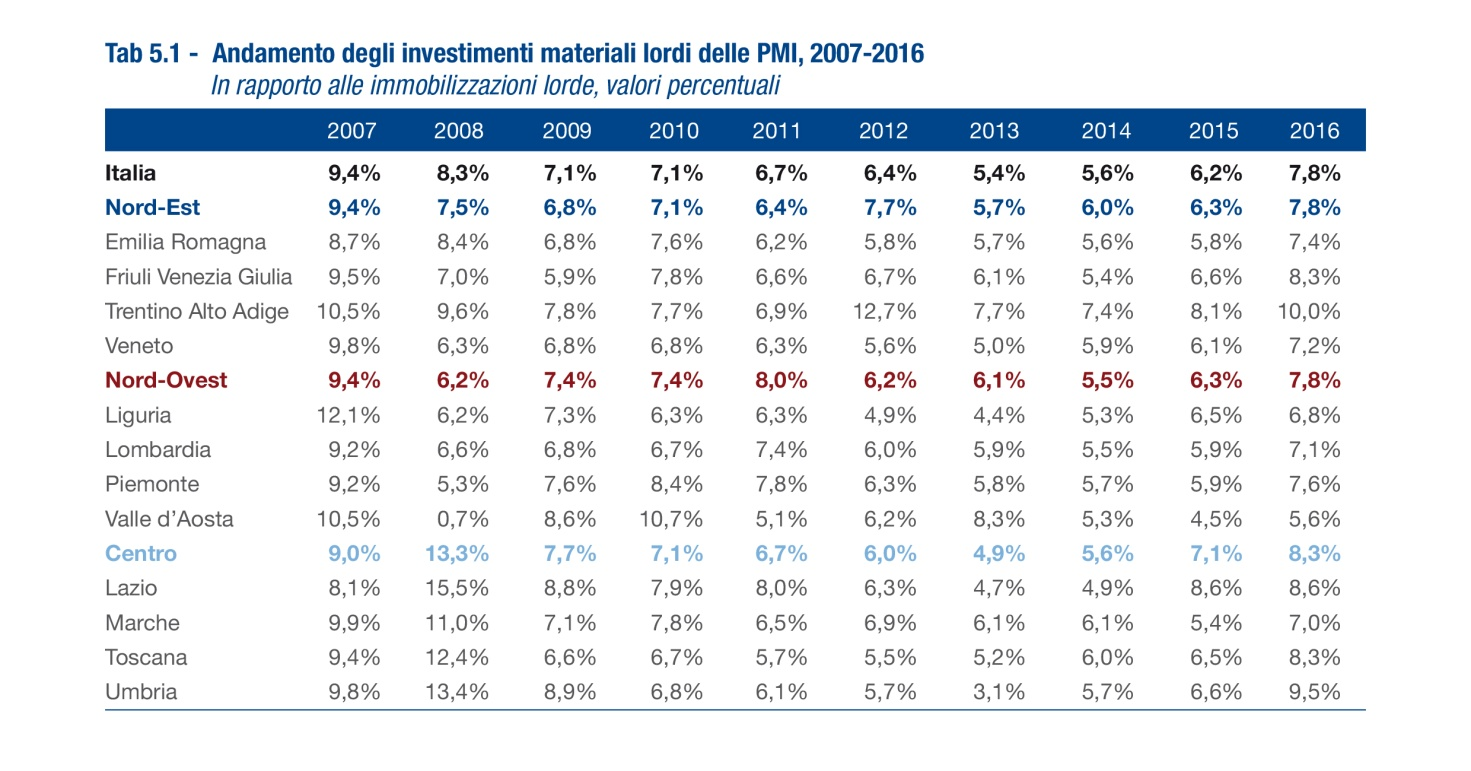 Tab 5.1 - Andamento degli investimenti materiali lordi delle PMI, 2007-2016
In rapporto alle immobilizzazioni lorde, valori percentuali
2007 2008 2009 2010 2011 2012 2013 2014 2015 2016
Italia 9,4% 8,3% 7,1% 7,1% 6,7% 6,4% 5,4% 5,6% 6,2% 7,8%
Nord-Est 9,4% 7,5% 6,8% 7,1% 6,4% 7,7% 5,7% 6,0% 6,3% 7,8%
Emilia Romagna 8,7% 8,4% 6,8% 7,6% 6,2% 5,8% 5,7% 5,6% 5,8% 7,4%
Friuli Venezia Giulia 9,5% 7,0% 5,9% 7,8% 6,6% 6,7% 6,1% 5,4% 6,6% 8,3%
Trentino Alto Adige 10,5% 9,6% 7,8% 7,7% 6,9% 12,7% 7,7% 7,4% 8,1% 10,0%
Veneto 9,8% 6,3% 6,8% 6,8% 6,3% 5,6% 5,0% 5,9% 6,1% 7,2%
Nord-Ovest 9,4% 6,2% 7,4% 7,4% 8,0% 6,2% 6,1% 5,5% 6,3% 7,8%
Liguria 12,1% 6,2% 7,3% 6,3% 6,3% 4,9% 4,4% 5,3% 6,5% 6,8%
Lombardia 9,2% 6,6% 6,8% 6,7% 7,4% 6,0% 5,9% 5,5% 5,9% 7,1%
Piemonte 9,2% 5,3% 7,6% 8,4% 7,8% 6,3% 5,8% 5,7% 5,9% 7,6%
Valle d’Aosta 10,5% 0,7% 8,6% 10,7% 5,1% 6,2% 8,3% 5,3% 4,5% 5,6%
Centro 9,0% 13,3% 7,7% 7,1% 6,7% 6,0% 4,9% 5,6% 7,1% 8,3%
Lazio 8,1% 15,5% 8,8% 7,9% 8,0% 6,3% 4,7% 4,9% 8,6% 8,6%
Marche 9,9% 11,0% 7,1% 7,8% 6,5% 6,9% 6,1% 6,1% 5,4% 7,0%
Toscana 9,4% 12,4% 6,6% 6,7% 5,7% 5,5% 5,2% 6,0% 6,5% 8,3%
Umbria 9,8% 13,4% 8,9% 6,8% 6,1% 5,7% 3,1% 5,7% 6,6% 9,5%